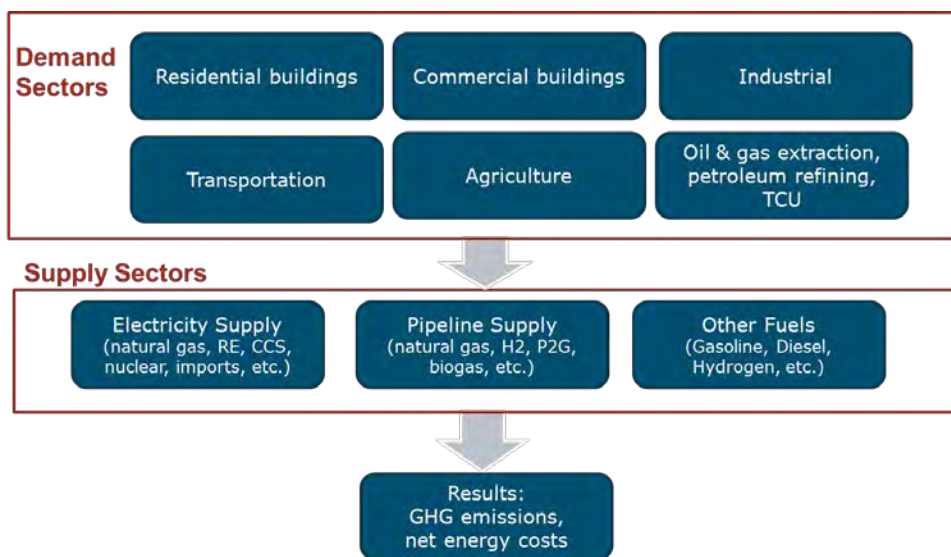 Demand
Sectors
Residential buildings
Commercial buildings
Industrial
Transportation
Agriculture
Oil & gas extraction,
petroleum refining,
TCU
Supply Sectors
Electricity Supply
(natural gas, RE, CCS,
nuclear, imports, etc.)
Pipeline Supply
(natural gas, H2, P2G,
biogas, etc.)
Other Fuels
(Gasoline, Diesel,
Hydrogen, etc.)
Results:
GHG emissions,
net energy costs